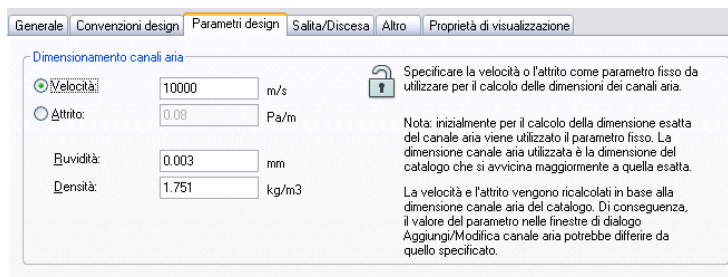 Generale Convenzioni design Parametri design Salita/Discesa Altro Proprietà di visualizzazione
Dimensionamento canali aria
Velocità: 10000 m/s
Attrito: 0.08 Pa/m
Ruvidità: 0.003 mm
Densità: 1.751 kg/m3
Specificare la velocità o l'attrito come parametro fisso da
utilizzare per il calcolo delle dimensioni dei canali aria.
Nota: inizialmente per il calcolo della dimensione esatta
del canale aria viene utilizzato il parametro fisso. La
dimensione canale aria utilizzata è la dimensione del
catalogo che si avvicina maggiormente a quella esatta.
La velocità e l'attrito vengono ricalcolati in base alla
dimensione canale aria del catalogo. Di conseguenza,
il valore del parametro nelle finestre di dialogo
Aggiungi/Modifica canale aria potrebbe differire da
quello specificato.